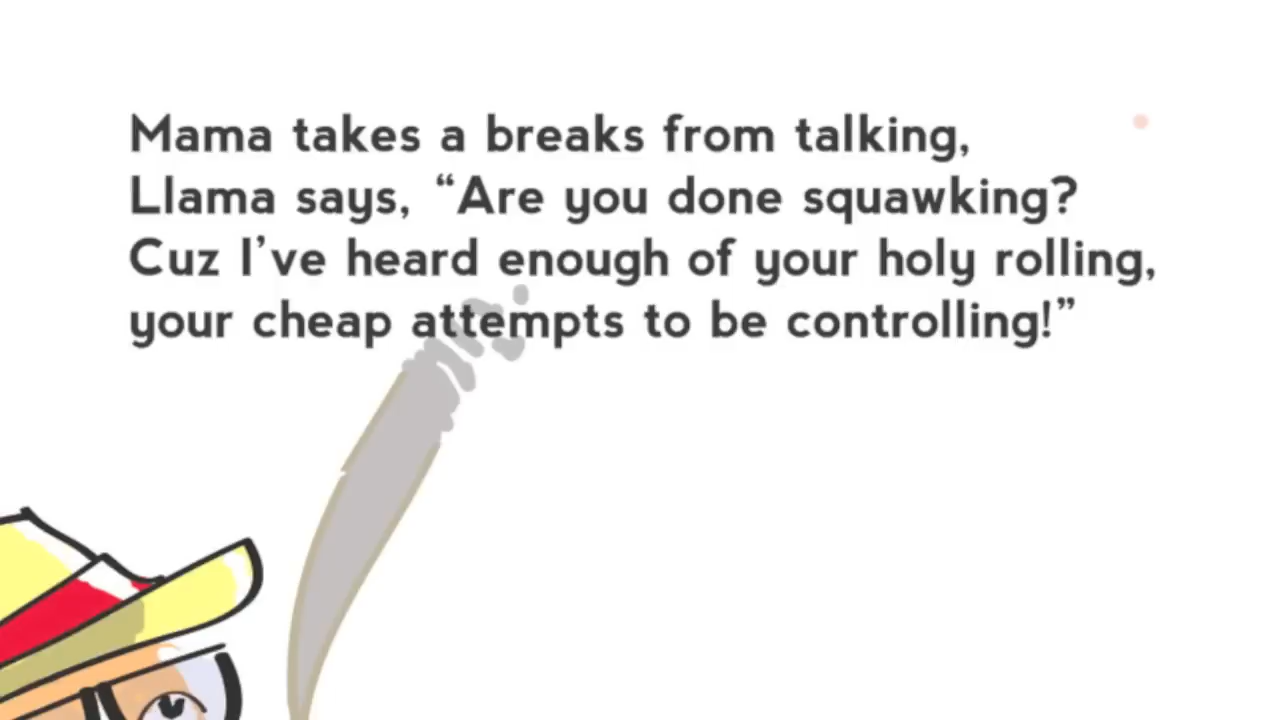 Mama takes a breaks from talking,
Llama says, “Are you done squawking?
Cuz I’ve heard enough of your holy rolling,
your cheap attempts to be controlling!”